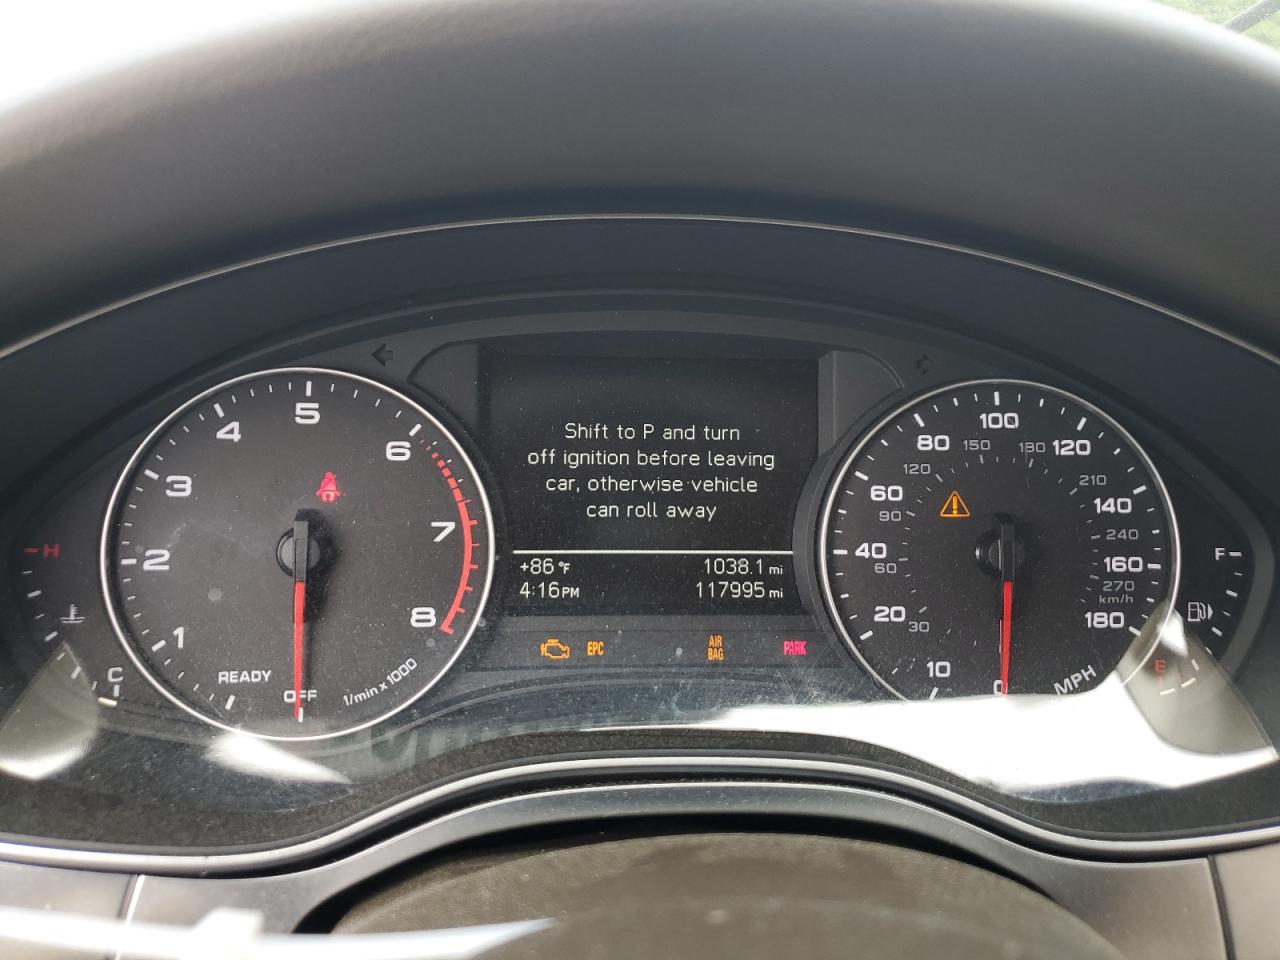 5
4
6
3
7
2
8
1
READY
OFF
1/min x 1000
H
C
Shift to P and turn
off ignition before leaving
car, otherwise vehicle
can roll away
+86 °F 1038.1 mi
4:16 PM 117995 mi
EPC AIR BAG PARK
100
80 150 180 120
120 210
60 140
90 240
40 160
60 270
km/h
20 180
30
10
0 MPH
F
E